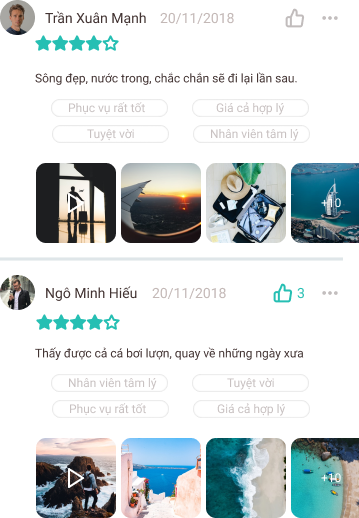 Trần Xuân Mạnh 20/11/2018
Sông đẹp, nước trong, chắc chắn sẽ đi lại lần sau.
Phục vụ rất tốt Giá cả hợp lý
Tuyệt vời Nhân viên tâm lý
+10
Ngô Minh Hiếu 20/11/2018 3
Thấy được cả cá bơi lượn, quay về những ngày xưa
Nhân viên tâm lý Tuyệt vời
Phục vụ rất tốt Giá cả hợp lý
+10